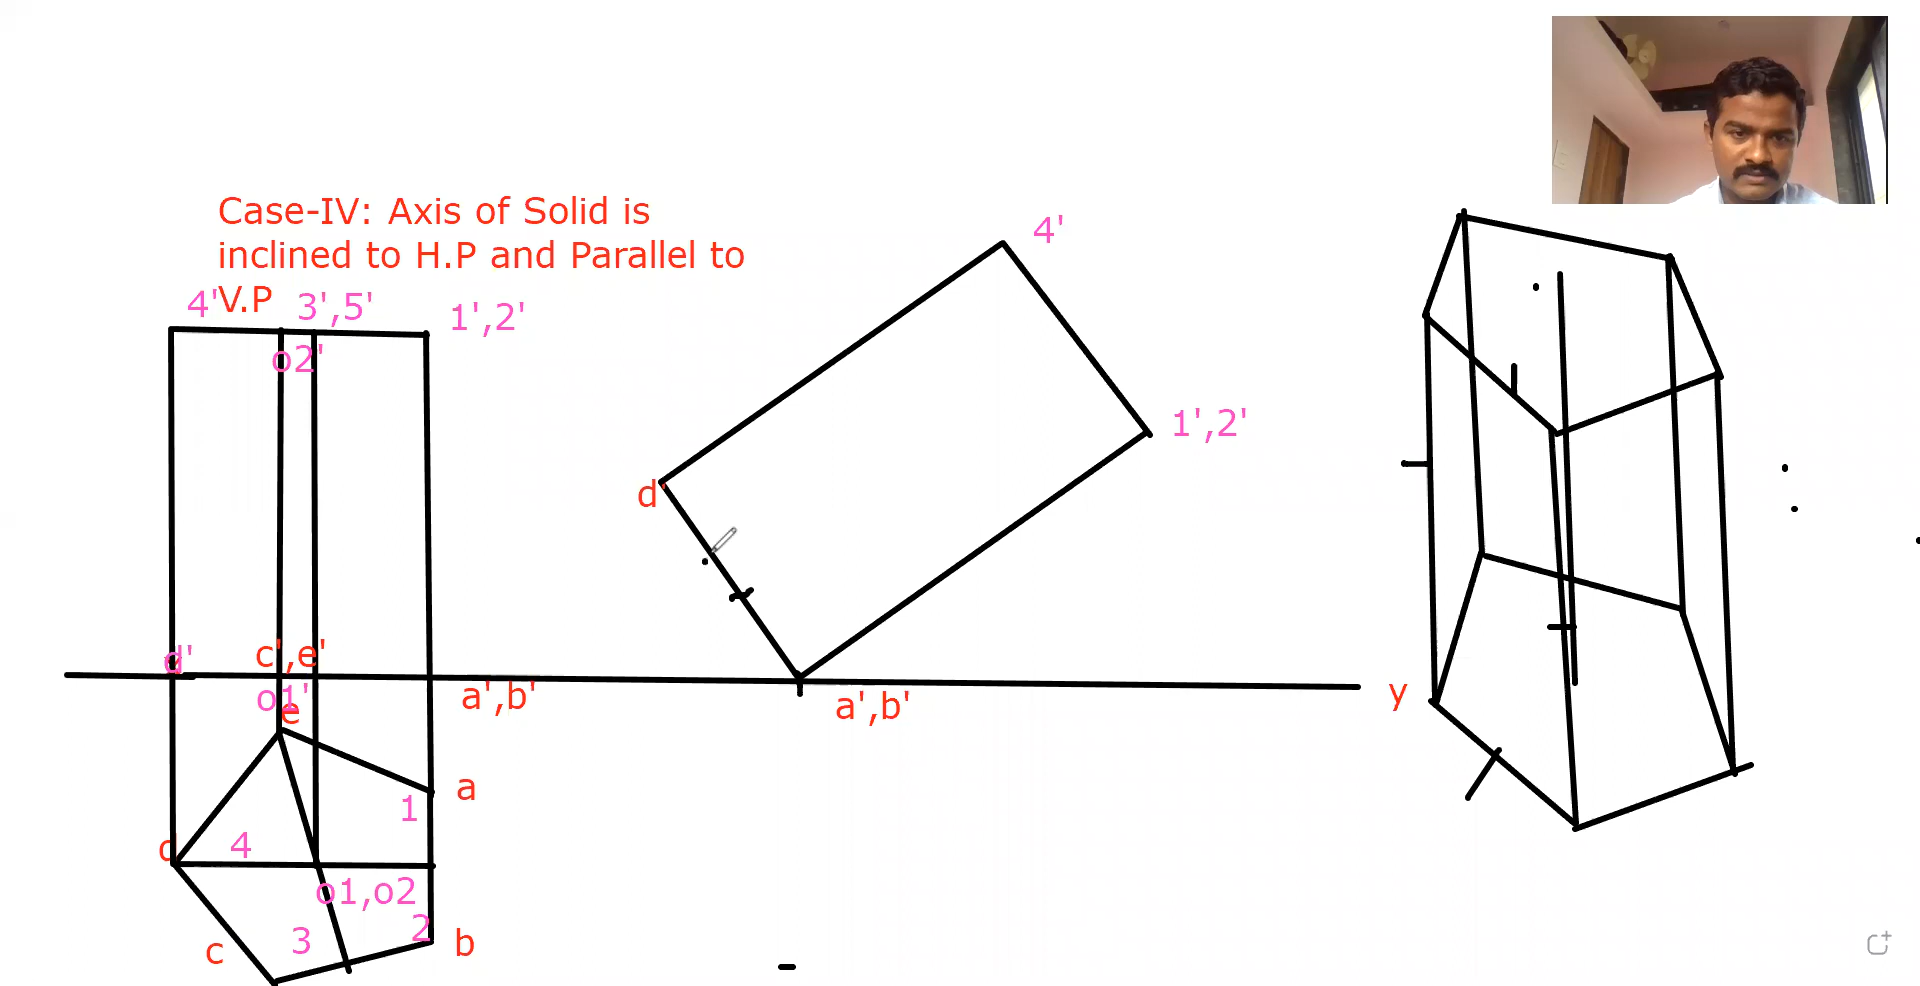 Case-IV: Axis of Solid is
inclined to H.P and Parallel to
V.P
4'
3',5'
1',2'
o2'
4'
1',2'
d'
d'
c',e'
o1'
a',b'
a',b'
y
e
a
1
d
4
o1,o2
2
3
c
b